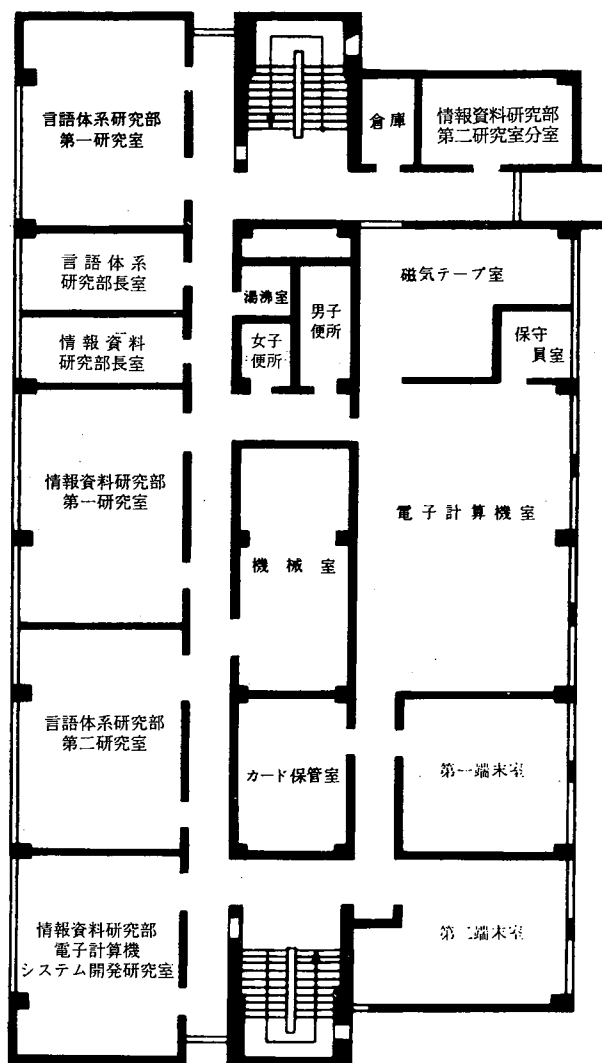 言語体系研究部
第一研究室
倉庫
情報資料研究部
第二研究室分室
言語体系
研究部長室
湯沸室
男子
便所
磁気テープ室
情報資料
研究部長室
女子
便所
保守
員室
情報資料研究部
第一研究室
電子計算機室
機械室
言語体系研究部
第二研究室
カード保管室
第一端末室
情報資料研究部
電子計算機
システム開発研究室
第二端末室